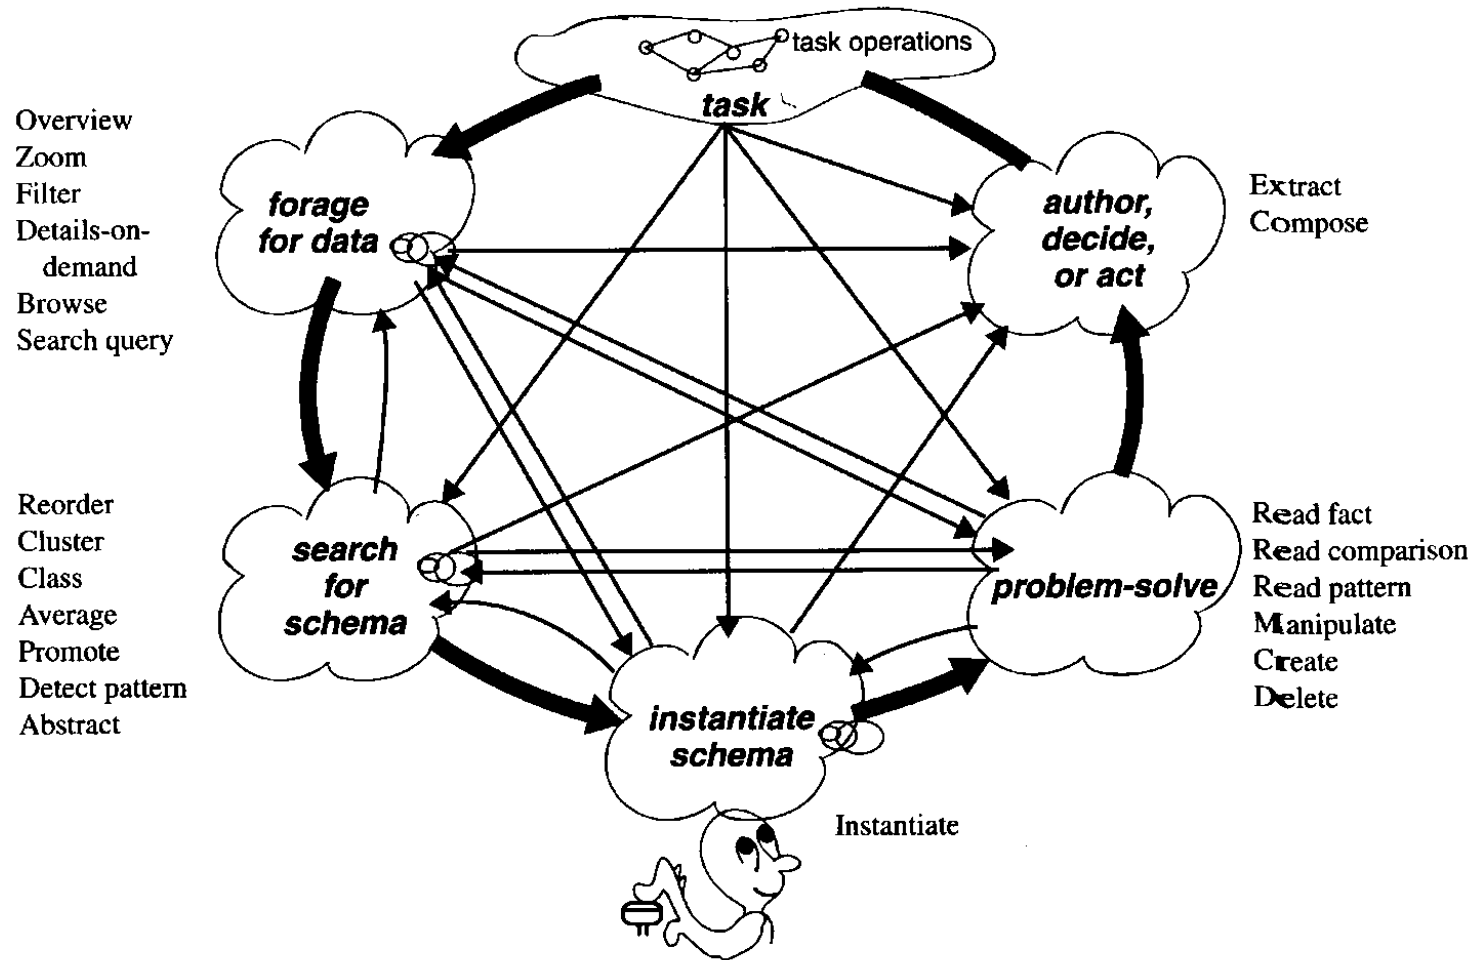 task operations
task
Overview
Zoom
Filter
Details-on-
demand
Browse
Search query
forage
for data
author,
decide,
or act
Extract
Compose
Reorder
Cluster
Class
Average
Promote
Detect pattern
Abstract
search
for
schema
problem-solve
Read fact
Read comparison
Read pattern
Manipulate
Create
Delete
instantiate
schema
Instantiate